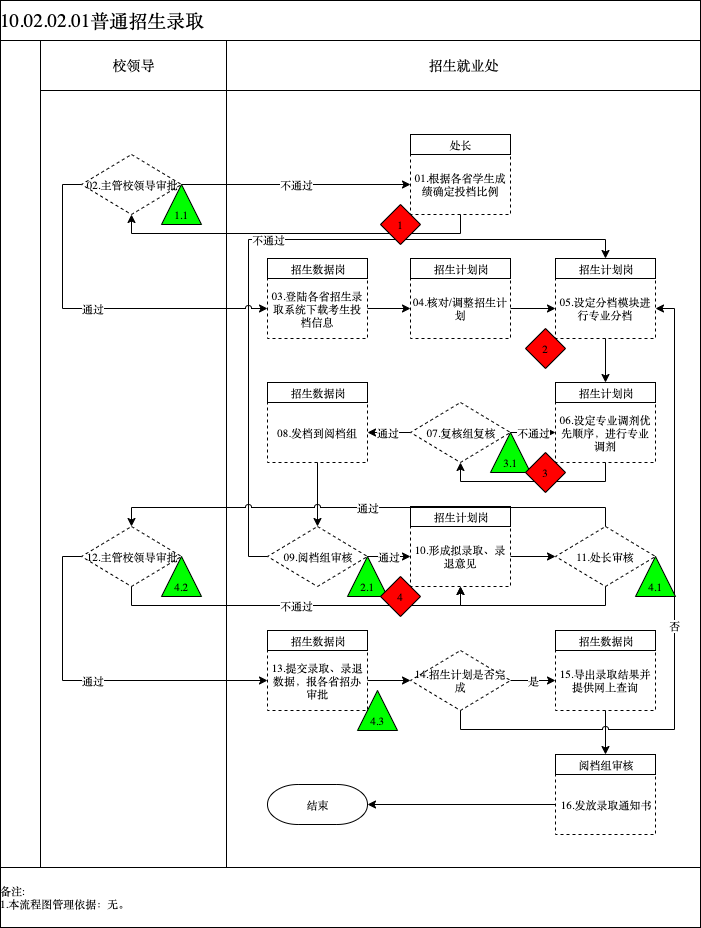 10.02.02.01普通招生录取
校领导
招生就业处
处长
02.主管校领导审批
不通过
01.根据各省学生成
绩确定投档比例
1.1
1
不通过
招生数据岗
招生计划岗
招生计划岗
通过
03.登陆各省招生录
取系统下载考生投
档信息
04.核对/调整招生计
划
05.设定分档模块进
行专业分档
2
招生数据岗
招生计划岗
08.发档到阅档组
通过
07.复核组复核
不通过
06.设定专业调剂优
先顺序，进行专业
调剂
3.1
3
通过
招生计划岗
12.主管校领导审批
09.阅档组审核
通过
10.形成拟录取、录
退意见
11.处长审核
4.2
2.1
4
4.1
不通过
否
招生数据岗
招生数据岗
通过
13.提交录取、录退
数据，报各省招办
审批
14.招生计划是否完
成
是
15.导出录取结果并
提供网上查询
4.3
阅档组审核
结束
16.发放录取通知书
备注:
1.本流程图管理依据：无。